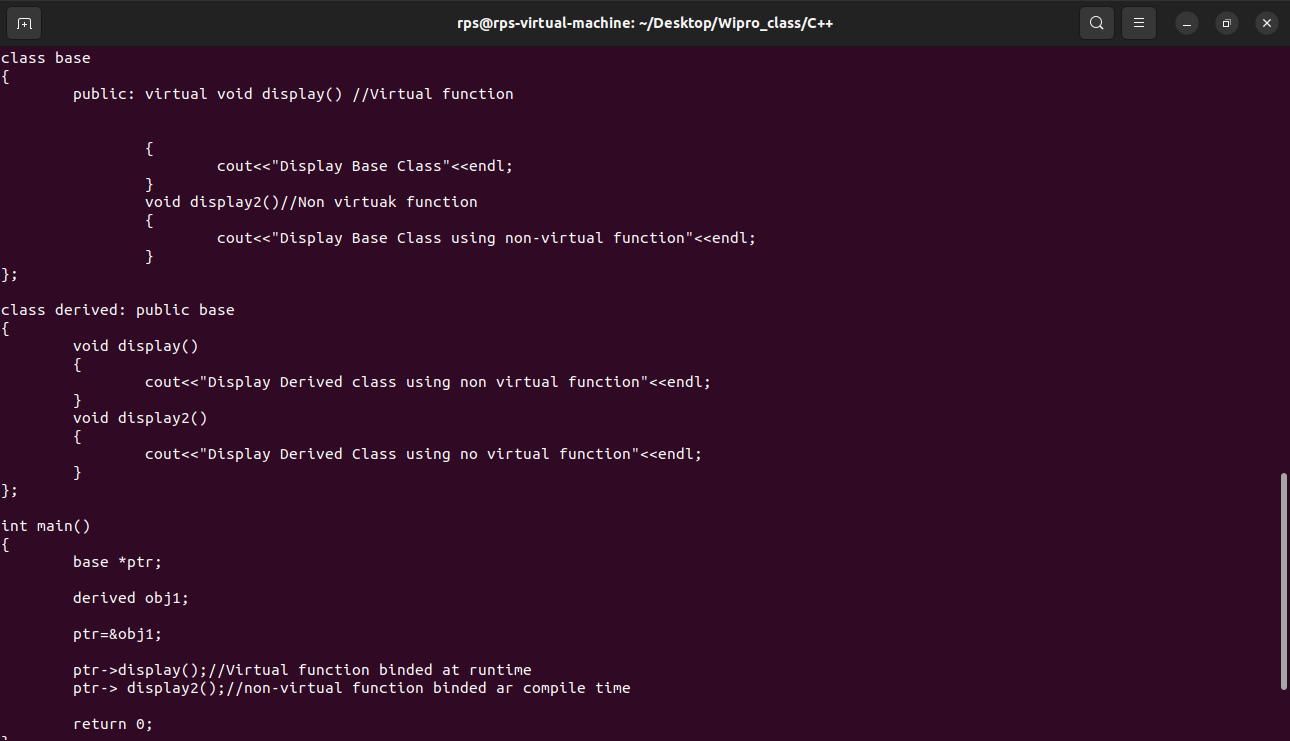 rps@rps-virtual-machine: ~/Desktop/Wipro_class/C++
class base
{
public: virtual void display() //Virtual function
{
cout<<"Display Base Class"<<endl;
}
void display2()//Non virtuak function
{
cout<<"Display Base Class using non-virtual function"<<endl;
}
};
class derived: public base
{
void display()
{
cout<<"Display Derived class using non virtual function"<<endl;
}
void display2()
{
cout<<"Display Derived Class using no virtual function"<<endl;
}
};
int main()
{
base *ptr;
derived obj1;
ptr=&obj1;
ptr->display();//Virtual function binded at runtime
ptr-> display2();//non-virtual function binded ar compile time
return 0;
}